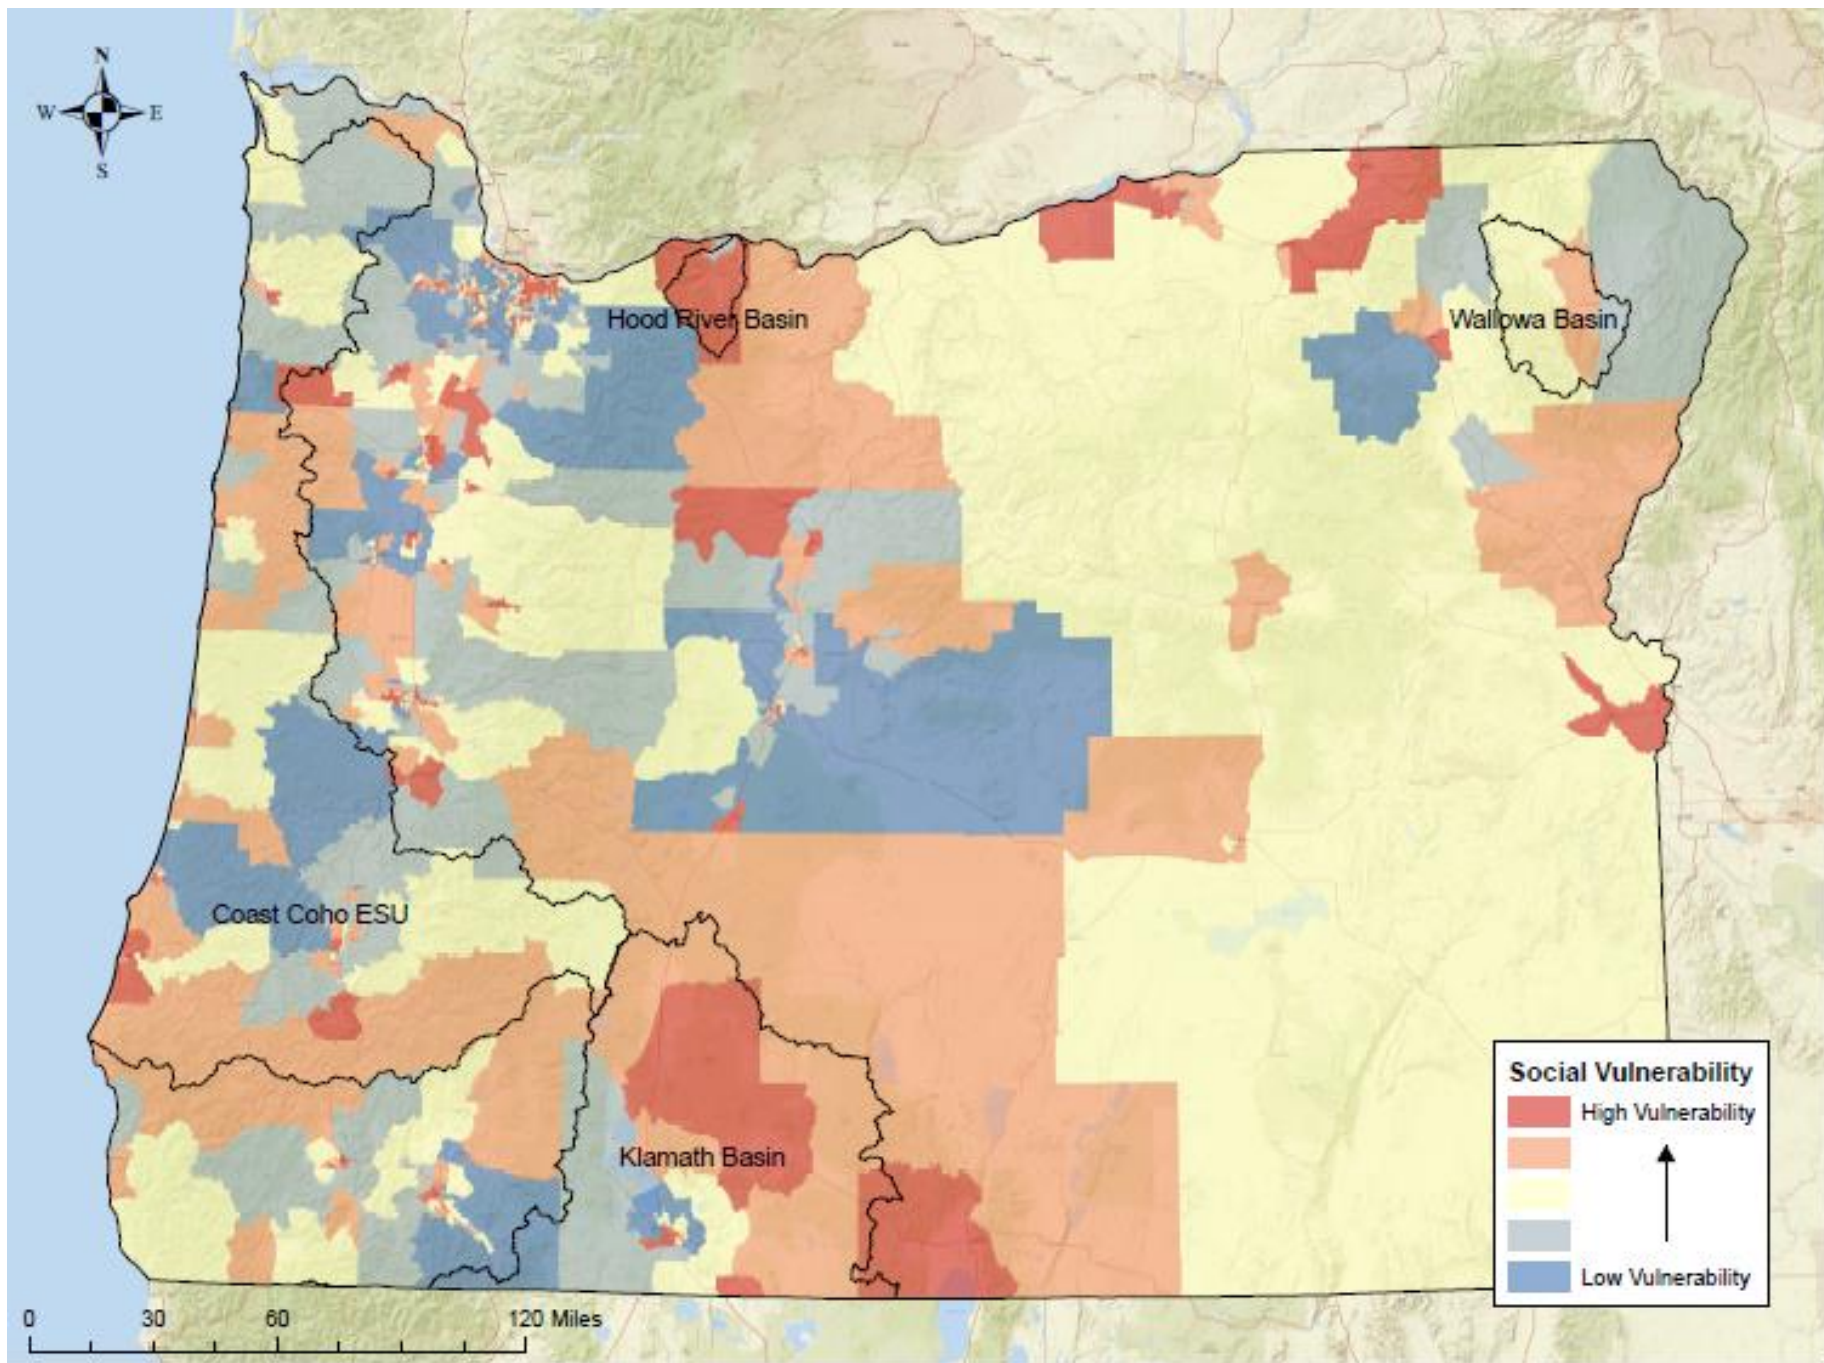 N
W E
S
Hood River Basin
Wallowa Basin
Coast Coho ESU
Klamath Basin
Social Vulnerability
High Vulnerability
Low Vulnerability
0 30 60 120 Miles